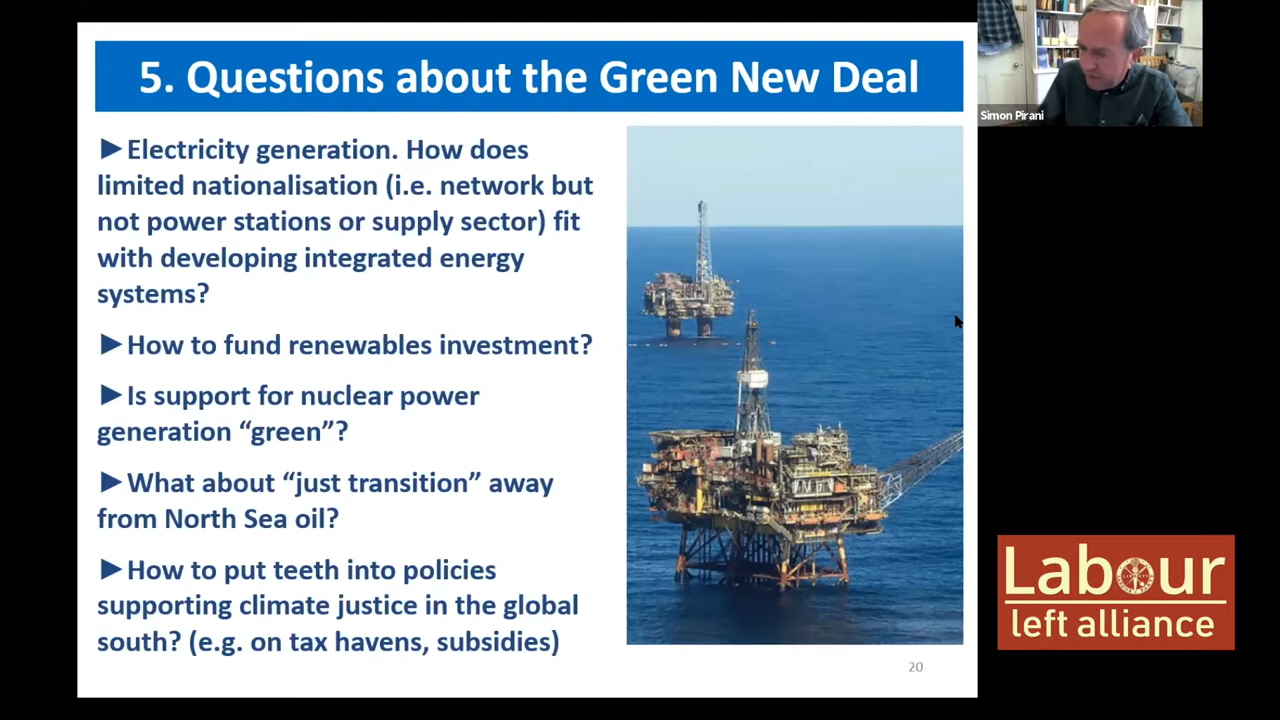 5. Questions about the Green New Deal
►Electricity generation. How does
limited nationalisation (i.e. network but
not power stations or supply sector) fit
with developing integrated energy
systems?
►How to fund renewables investment?
►Is support for nuclear power
generation “green”?
►What about “just transition” away
from North Sea oil?
►How to put teeth into policies
supporting climate justice in the global
south? (e.g. on tax havens, subsidies)
20
Simon Pirani
Labour
left alliance